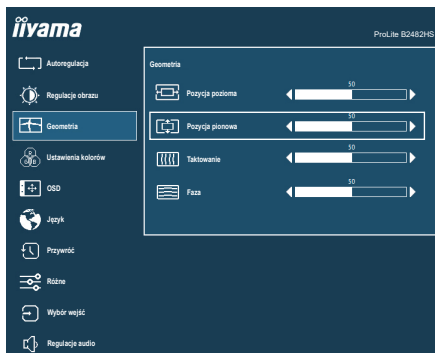 iiyama
ProLite B2482HS
Autoregulacja
Regulacje obrazu
Geometria
Ustawienia kolorów
OSD
Język
Przywróć
Różne
Wybór wejść
Regulacje audio
Geometria
Pozycja pozioma
50
Pozycja pionowa
50
Taktowanie
50
Faza
50
R
G B